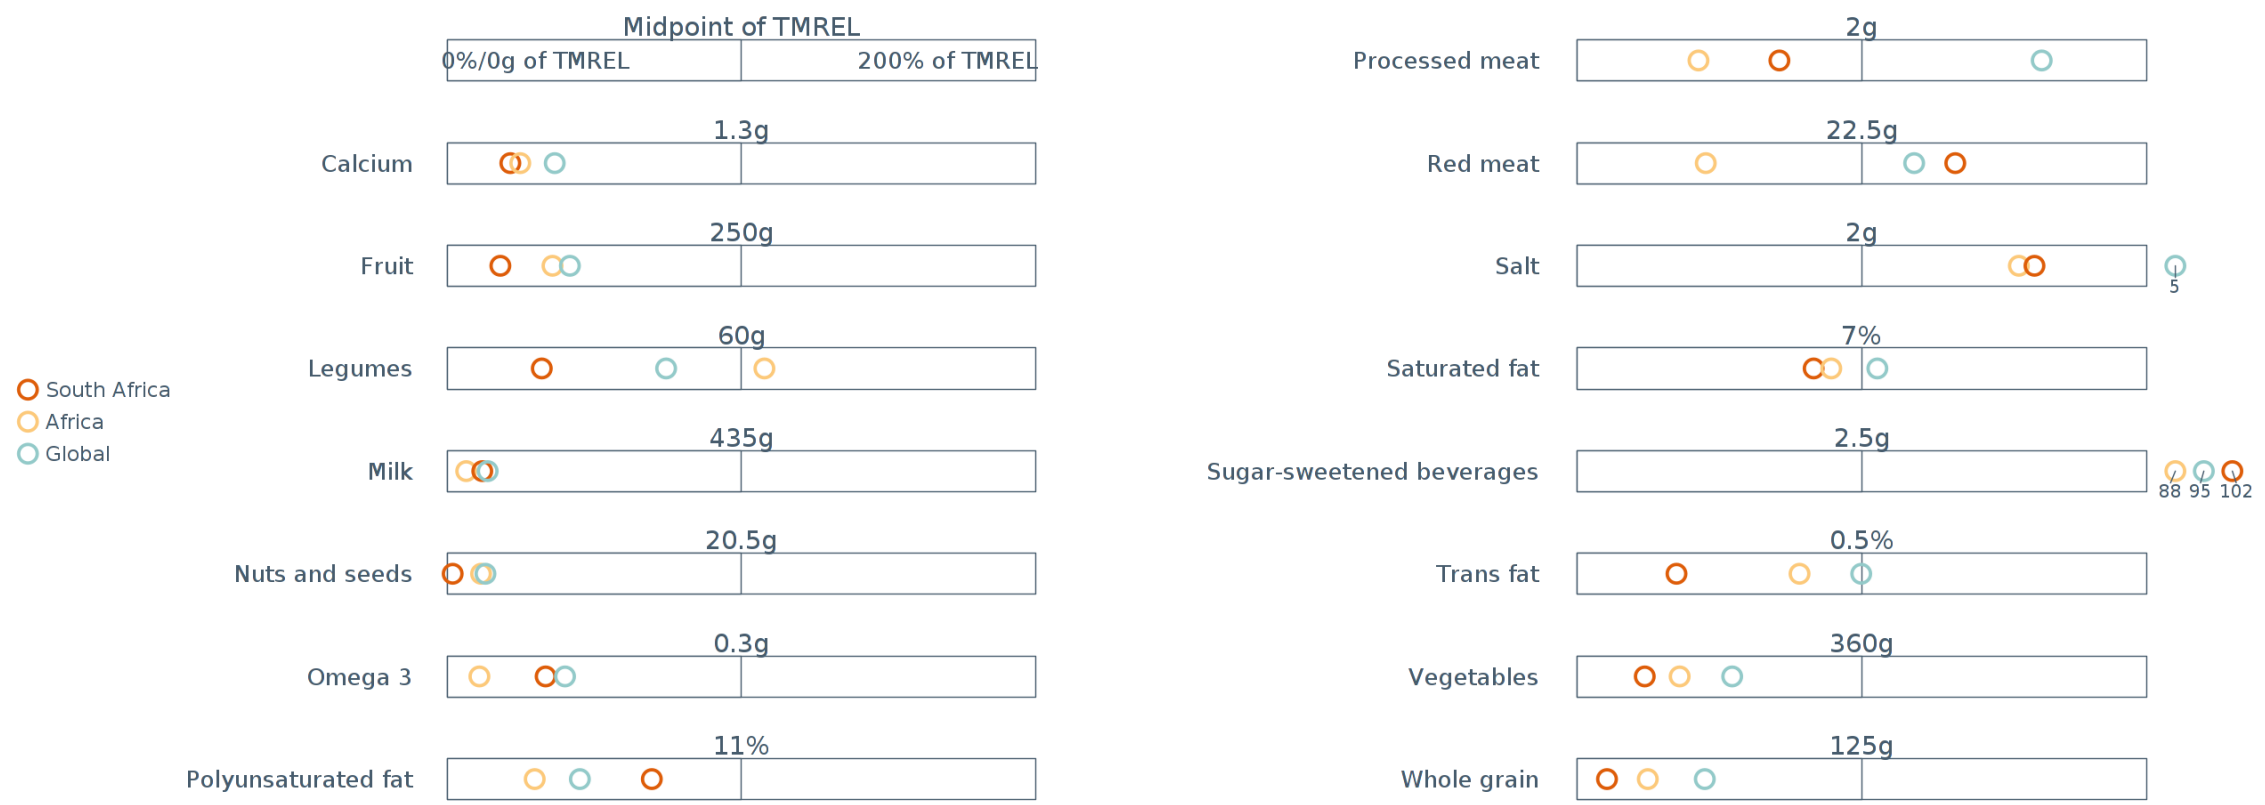 Midpoint of TMREL
0%/0g of TMREL
200% of TMREL
1.3g
Calcium
250g
Fruit
60g
Legumes
435g
Milk
20.5g
Nuts and seeds
0.3g
Omega 3
11%
Polyunsaturated fat
South Africa
Africa
Global
2g
Processed meat
22.5g
Red meat
2g
Salt
5
7%
Saturated fat
2.5g
Sugar-sweetened beverages
88 95 102
0.5%
Trans fat
360g
Vegetables
125g
Whole grain